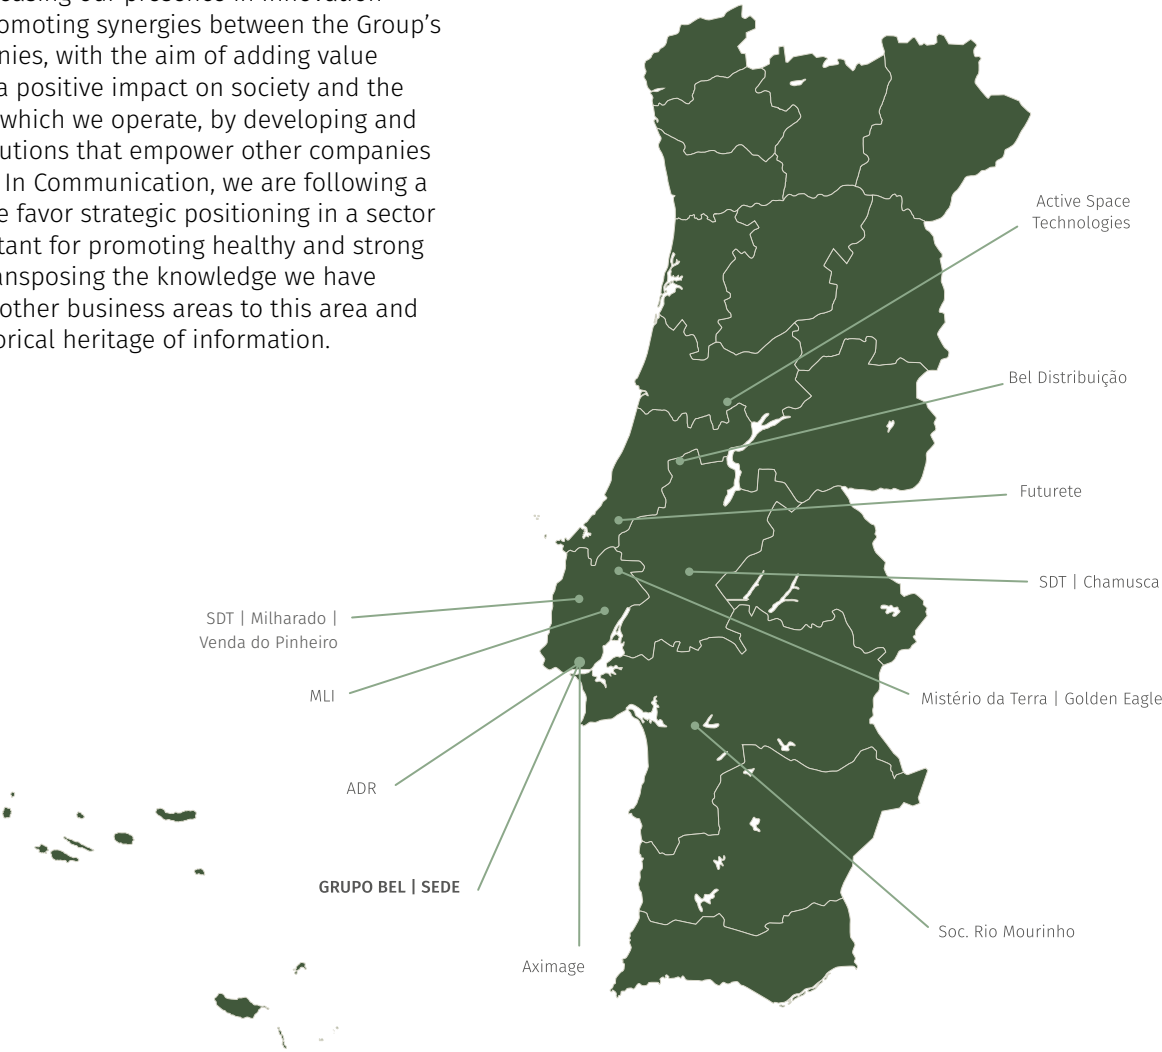 omoting synergies between the Group's
nies, with the aim of adding value
a positive impact on society and the
which we operate, by developing and
utions that empower other companies
In Communication, we are following a
e favor strategic positioning in a sector
tant for promoting healthy and strong
ansposing the knowledge we have
other business areas to this area and
orical heritage of information.
Active Space
Technologies
Bel Distribuição
Futurete
SDT | Chamusca
SDT | Milharado |
Venda do Pinheiro
MLI
Mistério da Terra | Golden Eagle
ADR
GRUPO BEL | SEDE
Soc. Rio Mourinho
Aximage